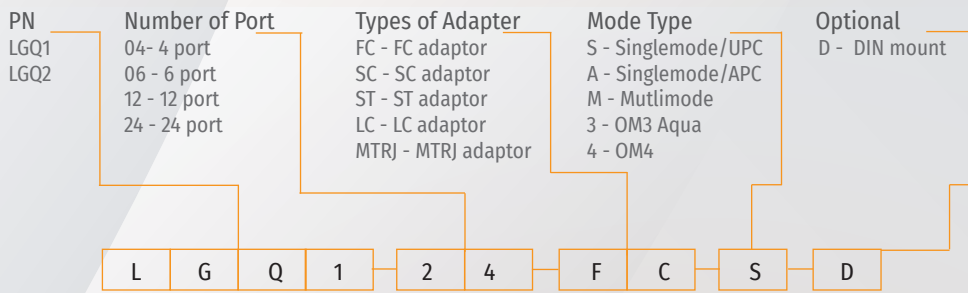 PN
LGQ1
LGQ2
Number of Port
04- 4 port
06 - 6 port
12 - 12 port
24 - 24 port
Types of Adapter
FC - FC adaptor
SC - SC adaptor
ST - ST adaptor
LC - LC adaptor
MTRJ - MTRJ adaptor
Mode Type
S - Singlemode/UPC
A - Singlemode/APC
M - Mutlimode
3 - OM3 Aqua
4 - OM4
Optional
D - DIN mount
L G Q 1 - 2 4 - F C - S - D